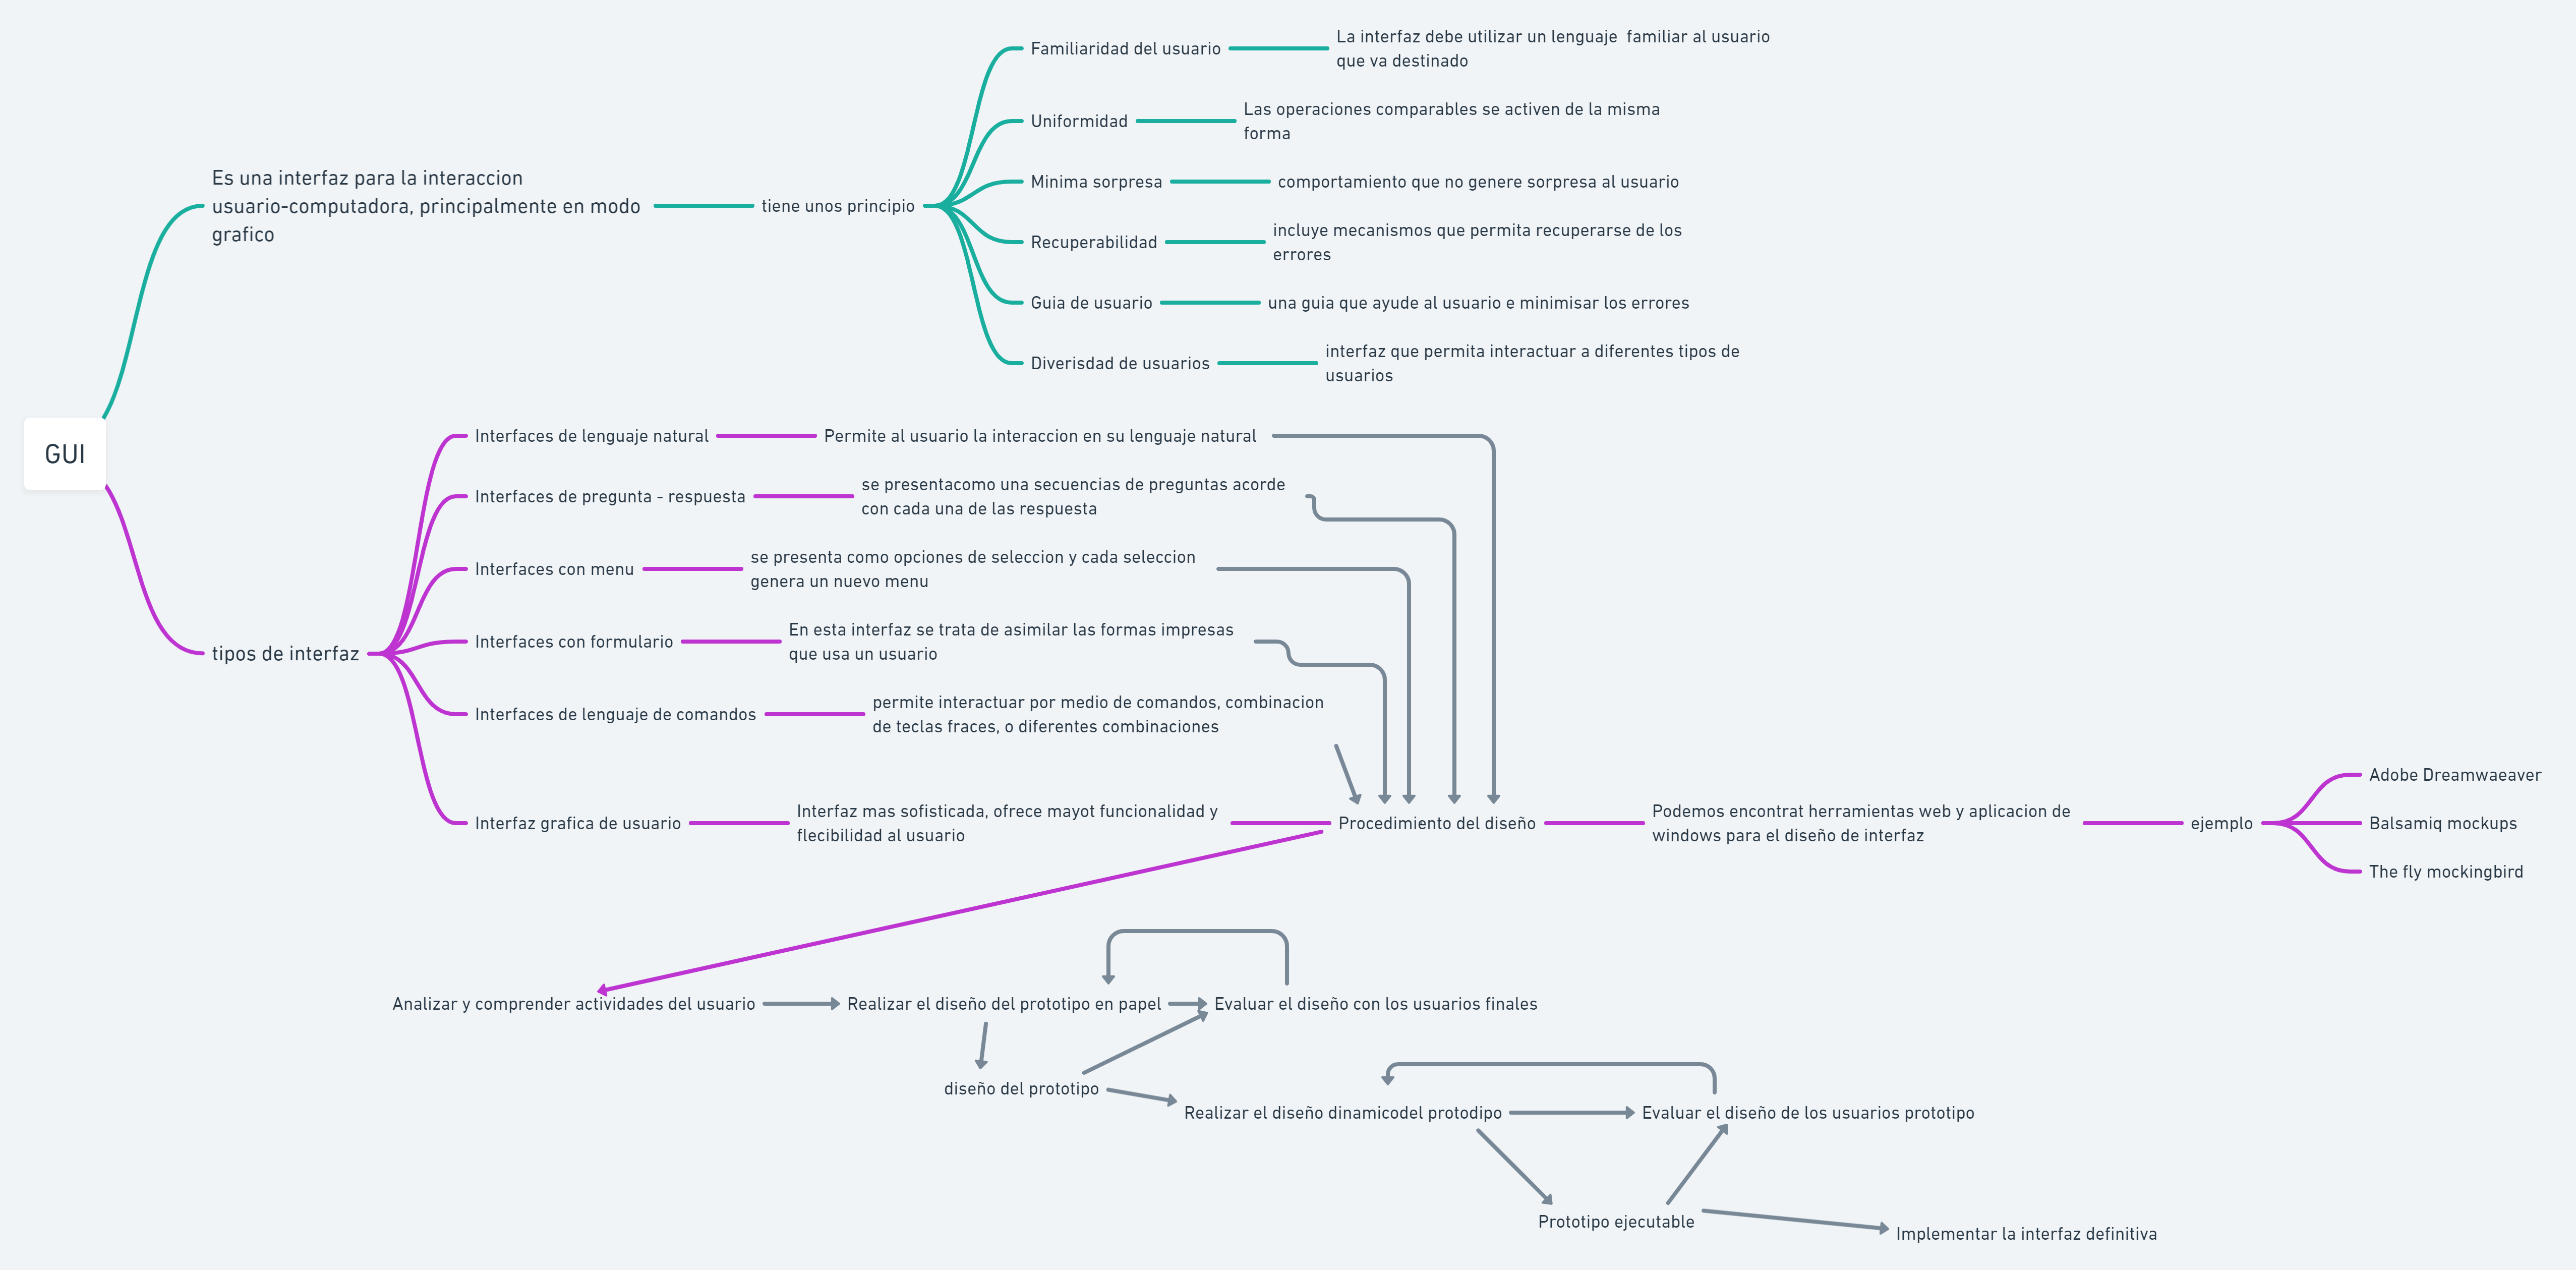 GUI
Es una interfaz para la interaccion
usuario-computadora, principalmente en modo
grafico
tiene unos principio
Familiaridad del usuario
La interfaz debe utilizar un lenguaje  familiar al usuario
que va destinado
Uniformidad
Las operaciones comparables se activen de la misma
forma
Minima sorpresa
comportamiento que no genere sorpresa al usuario
Recuperabilidad
incluye mecanismos que permita recuperarse de los
errores
Guia de usuario
una guia que ayude al usuario e minimisar los errores
Diverisdad de usuarios
interfaz que permita interactuar a diferentes tipos de
usuarios
tipos de interfaz
Interfaces de lenguaje natural
Permite al usuario la interaccion en su lenguaje natural
Interfaces de pregunta - respuesta
se presentacomo una secuencias de preguntas acorde
con cada una de las respuesta
Interfaces con menu
se presenta como opciones de seleccion y cada seleccion
genera un nuevo menu
Interfaces con formulario
En esta interfaz se trata de asimilar las formas impresas
que usa un usuario
Interfaces de lenguaje de comandos
permite interactuar por medio de comandos, combinacion
de teclas fraces, o diferentes combinaciones
Interfaz grafica de usuario
Interfaz mas sofisticada, ofrece mayot funcionalidad y
flecibilidad al usuario
Procedimiento del diseño
Podemos encontrat herramientas web y aplicacion de
windows para el diseño de interfaz
ejemplo
Adobe Dreamwaeaver
Balsamiq mockups
The fly mockingbird
Analizar y comprender actividades del usuario
Realizar el diseño del prototipo en papel
Evaluar el diseño con los usuarios finales
diseño del prototipo
Realizar el diseño dinamicodel protodipo
Evaluar el diseño de los usuarios prototipo
Prototipo ejecutable
Implementar la interfaz definitiva